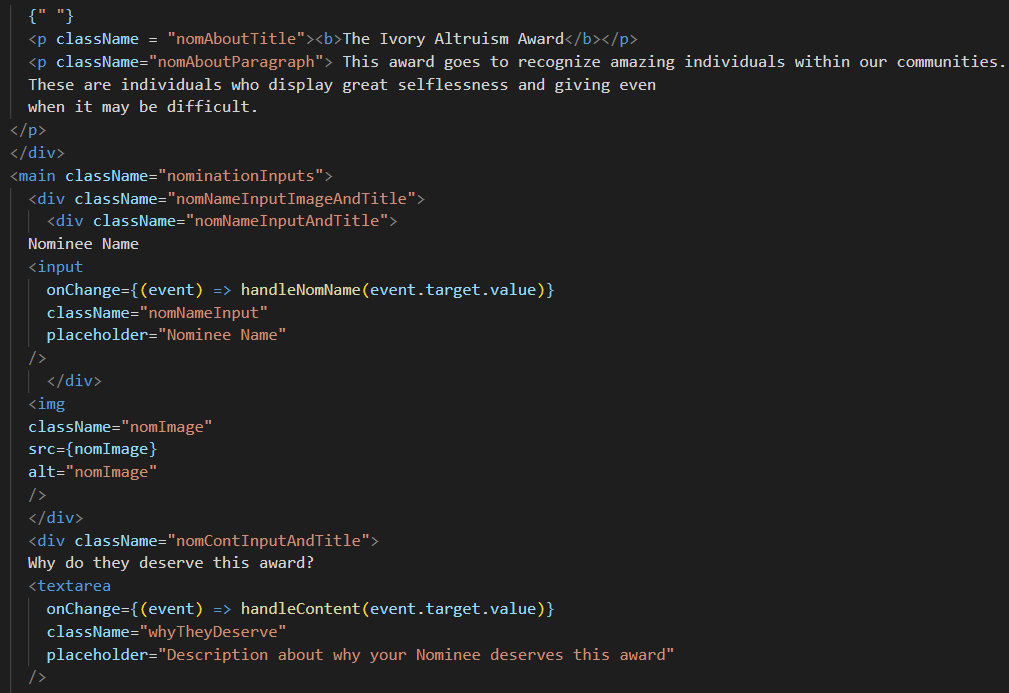 {" "}
<p className = "nomAboutTitle"><b>The Ivory Altruism Award</b></p>
<p className="nomAboutParagraph"> This award goes to recognize amazing individuals within our communities.
These are individuals who display great selflessness and giving even
when it may be difficult.
</p>
</div>
<main className="nominationInputs">
<div className="nomNameInputImageAndTitle">
<div className="nomNameInputAndTitle">
Nominee Name
<input
onChange={(event) => handleNomName(event.target.value)}
className="nomNameInput"
placeholder="Nominee Name"
/>
</div>
<img
className="nomImage"
src={nomImage}
alt="nomImage"
/>
</div>
<div className="nomContInputAndTitle">
Why do they deserve this award?
<textarea
onChange={(event) => handleContent(event.target.value)}
className="whyTheyDeserve"
placeholder="Description about why your Nominee deserves this award"
/>